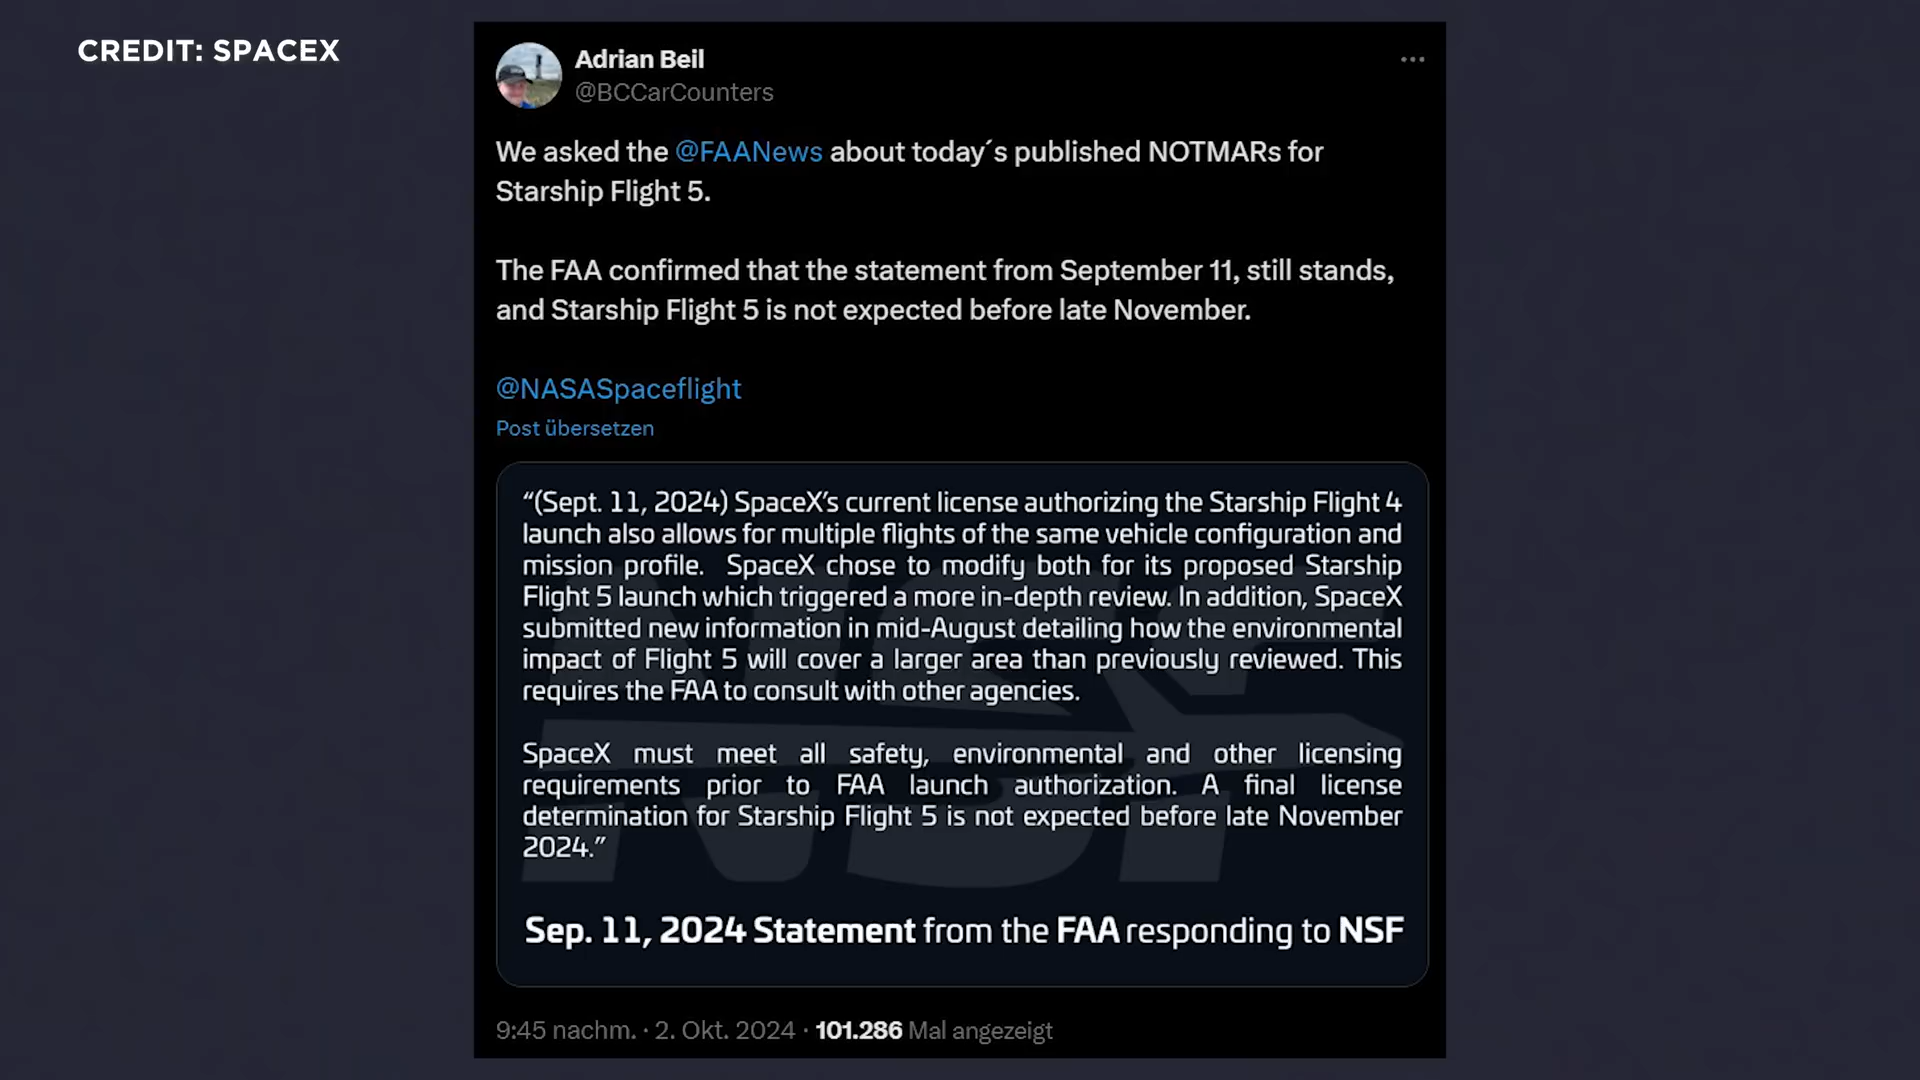 CREDIT: SPACEX
Adrian Beil
@BCCarCounters
We asked the @FAANews about today´s published NOTMARs for
Starship Flight 5.
The FAA confirmed that the statement from September 11, still stands,
and Starship Flight 5 is not expected before late November.
@NASASpaceflight
Post übersetzen
“(Sept. 11, 2024) SpaceX’s current license authorizing the Starship Flight 4
launch also allows for multiple flights of the same vehicle configuration and
mission profile. SpaceX chose to modify both for its proposed Starship
Flight 5 launch which triggered a more in-depth review. In addition, SpaceX
submitted new information in mid-August detailing how the environmental
impact of Flight 5 will cover a larger area than previously reviewed. This
requires the FAA to consult with other agencies.
SpaceX must meet all safety, environmental and other licensing
requirements prior to FAA launch authorization. A final license
determination for Starship Flight 5 is not expected before late November
2024.”
Sep. 11, 2024 Statement from the FAA responding to NSF
9:45 nachm. · 2. Okt. 2024 · 101.286 Mal angezeigt